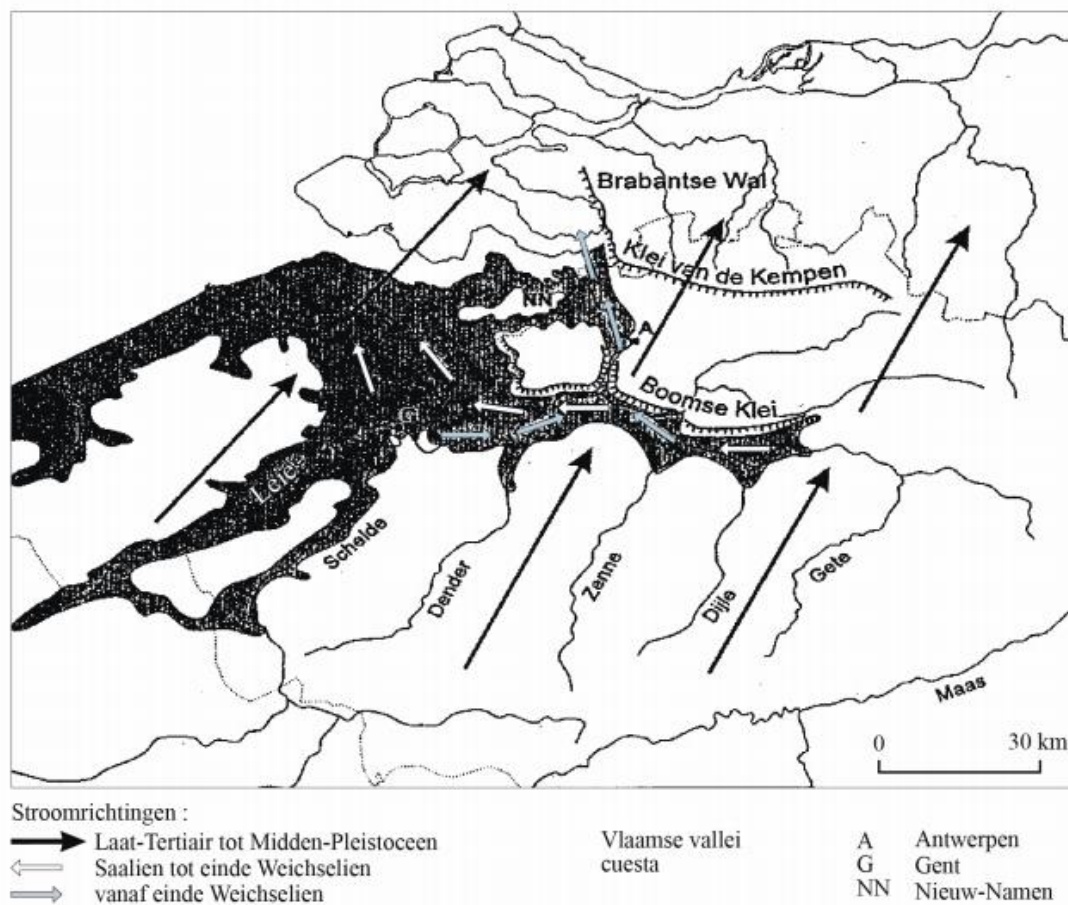 Brabantse Wal
Klei van de Kempen
NN
A
Boomse Klei
G
Leie
Schelde
Dender
Zenne
Dijle
Gete
Maas
0 30 km
Stroomrichtingen :
Laat-Tertiair tot Midden-Pleistoceen
Saalien tot einde Weichselien
vanaf einde Weichselien
Vlaamse vallei
cuesta
A Antwerpen
G Gent
NN Nieuw-Namen